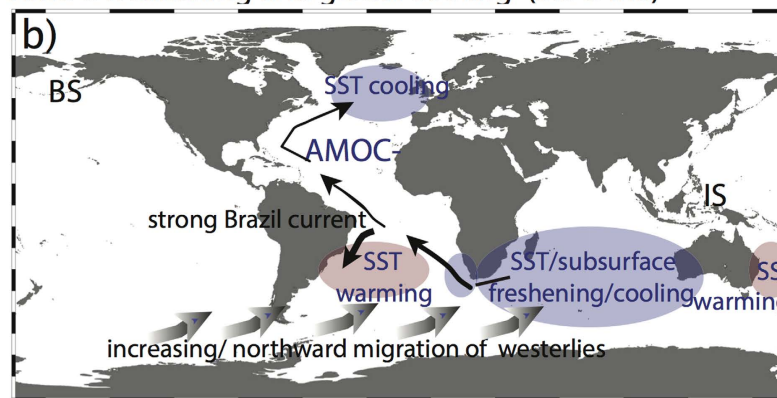 b)
BS
SST cooling
AMOC-
IS
strong Brazil current
SST
warming
SST/subsurface
freshening/cooling
warming
increasing/ northward migration of westerlies